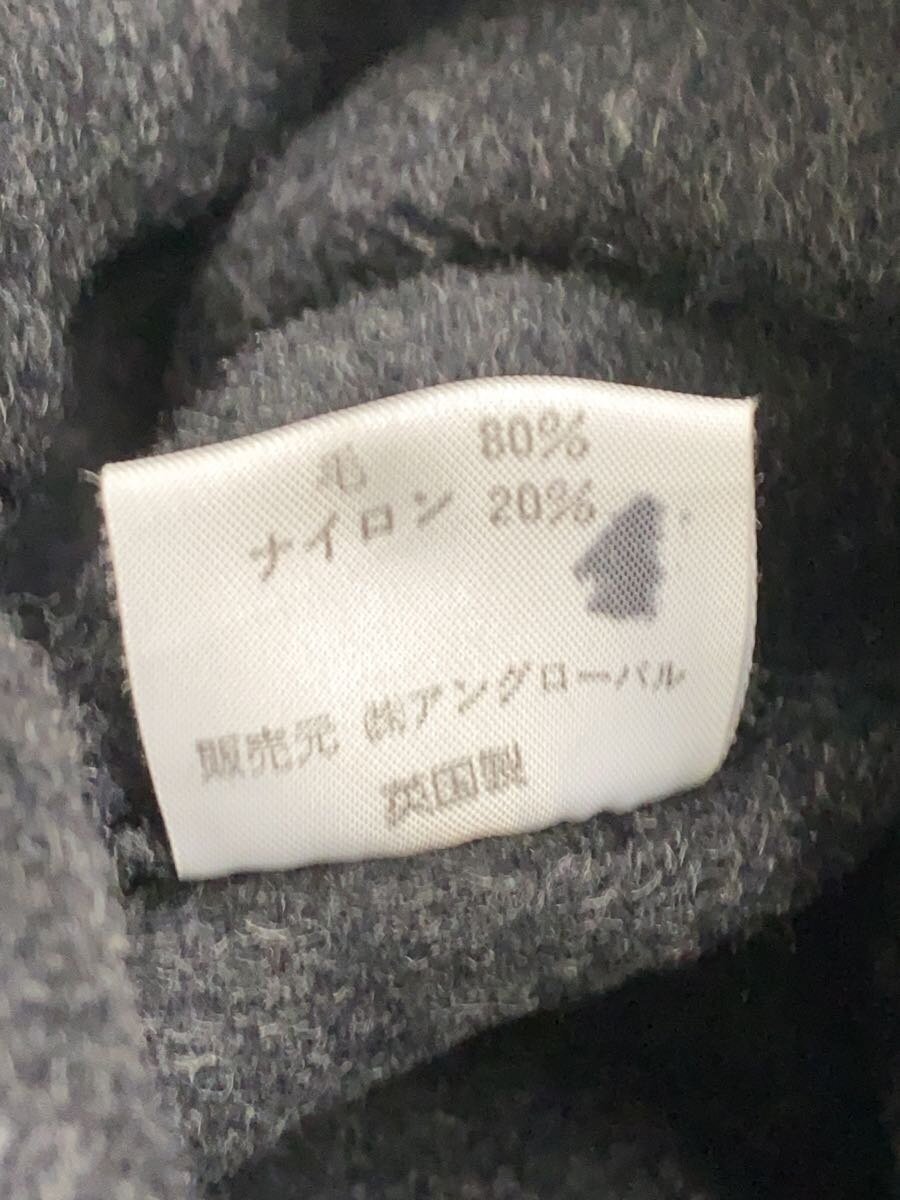 毛 80%
ナイロン 20%
販売元 ㈱アングローバル
英国製